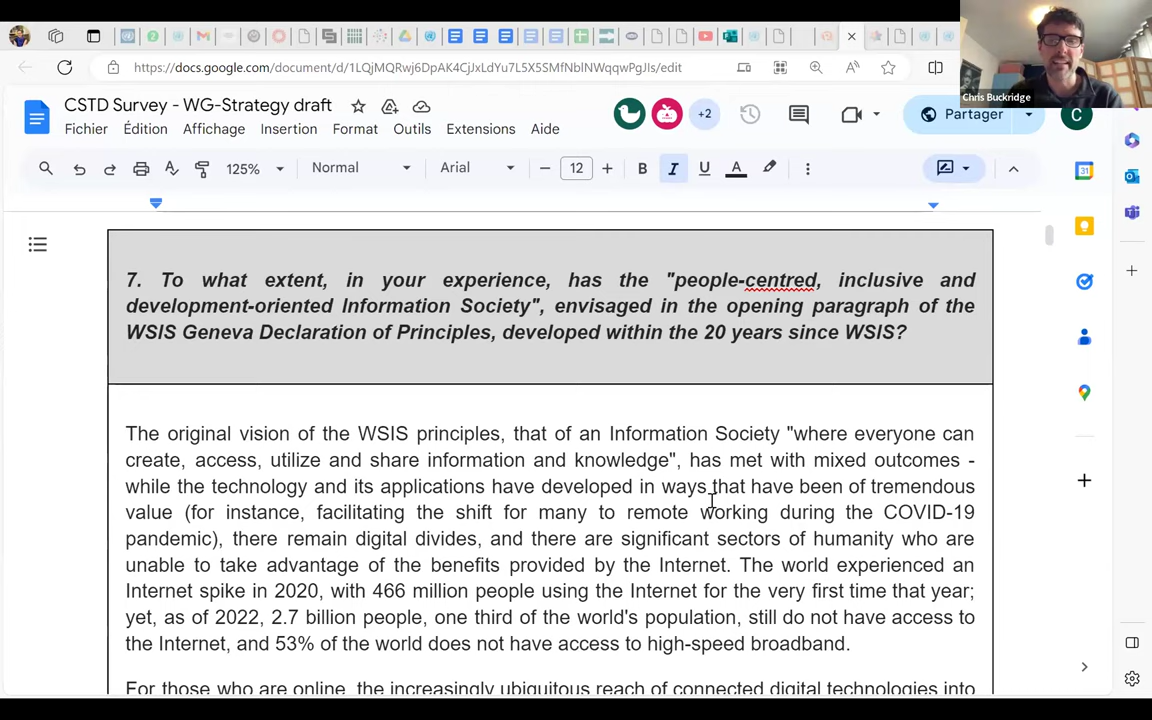 https://docs.google.com/document/d/1LQjMQRwj6DpAK4CjJxLdYu7L5X5SMfNblNWqqwPgJIs/edit
Chris Buckridge
CSTD Survey - WG-Strategy draft
+2
Partager
C
Fichier Édition Affichage Insertion Format Outils Extensions Aide
125% Normal Arial 12 B I U A
31
7. To what extent, in your experience, has the "people-centred, inclusive and
development-oriented Information Society", envisaged in the opening paragraph of the
WSIS Geneva Declaration of Principles, developed within the 20 years since WSIS?
The original vision of the WSIS principles, that of an Information Society "where everyone can
create, access, utilize and share information and knowledge", has met with mixed outcomes -
while the technology and its applications have developed in ways that have been of tremendous
value (for instance, facilitating the shift for many to remote working during the COVID-19
pandemic), there remain digital divides, and there are significant sectors of humanity who are
unable to take advantage of the benefits provided by the Internet. The world experienced an
Internet spike in 2020, with 466 million people using the Internet for the very first time that year;
yet, as of 2022, 2.7 billion people, one third of the world's population, still do not have access to
the Internet, and 53% of the world does not have access to high-speed broadband.
For those who are online, the increasingly ubiquitous reach of connected digital technologies into